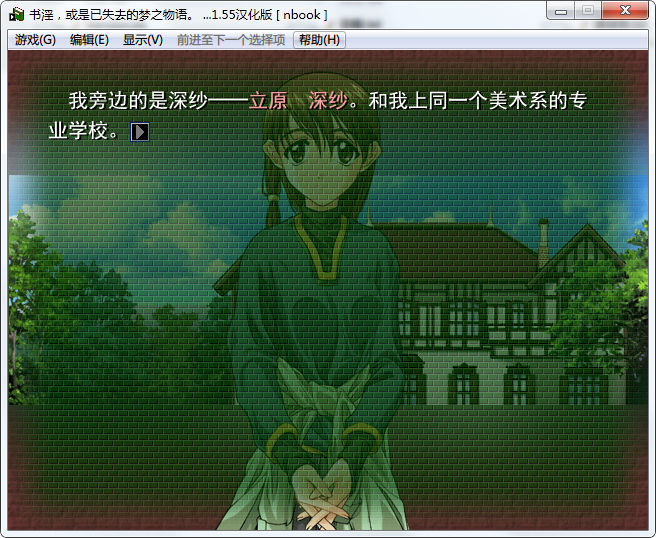 书淫，或是已失去的梦之物语。 ...1.55汉化版 [ nbook ]
游戏(G) 编辑(E) 显示(V) 前进至下一个选择项 帮助(H)
我旁边的是深纱——立原　深纱。和我上同一个美术系的专
业学校。